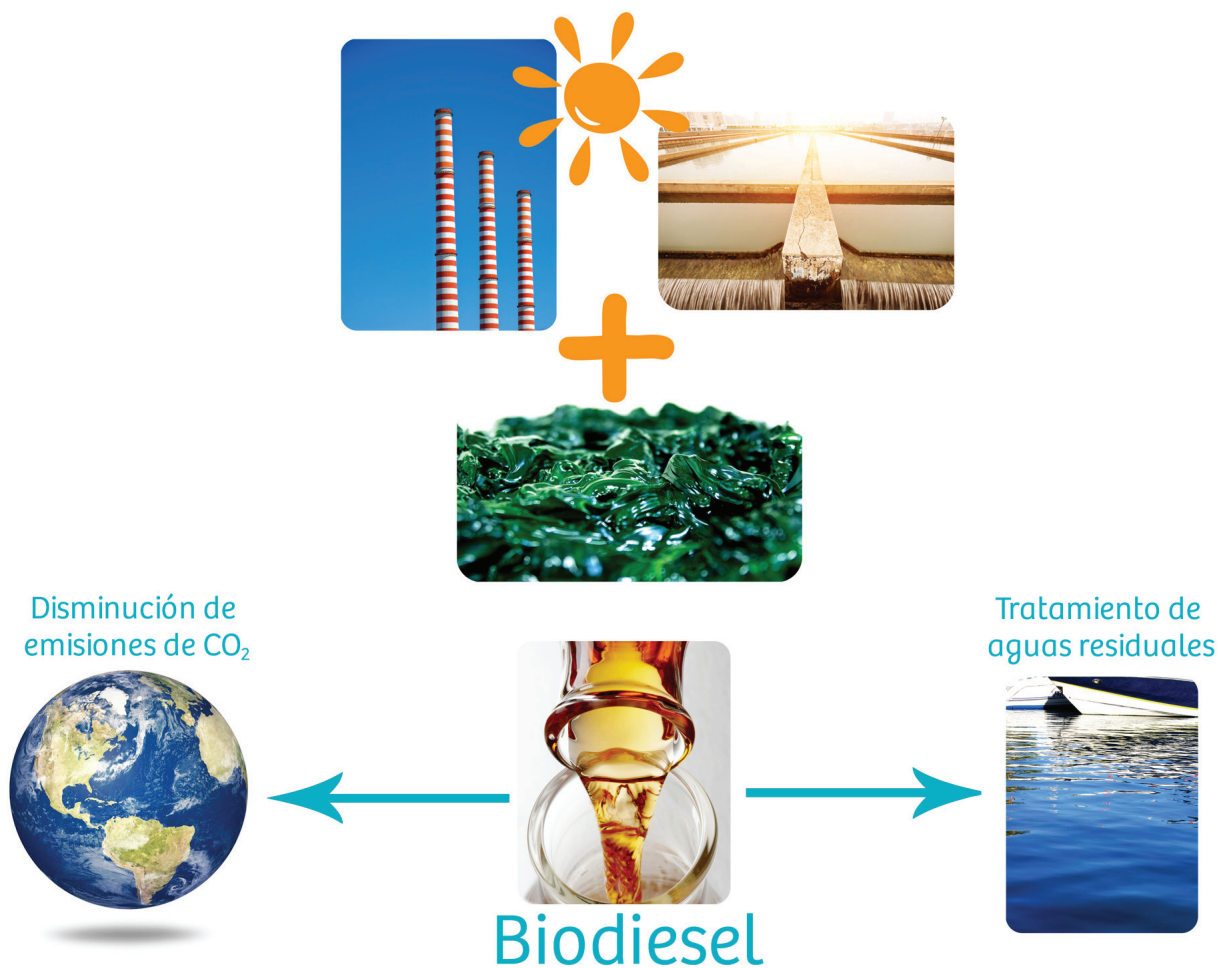 Disminución de
emisiones de CO₂
Tratamiento de
aguas residuales
Biodiesel